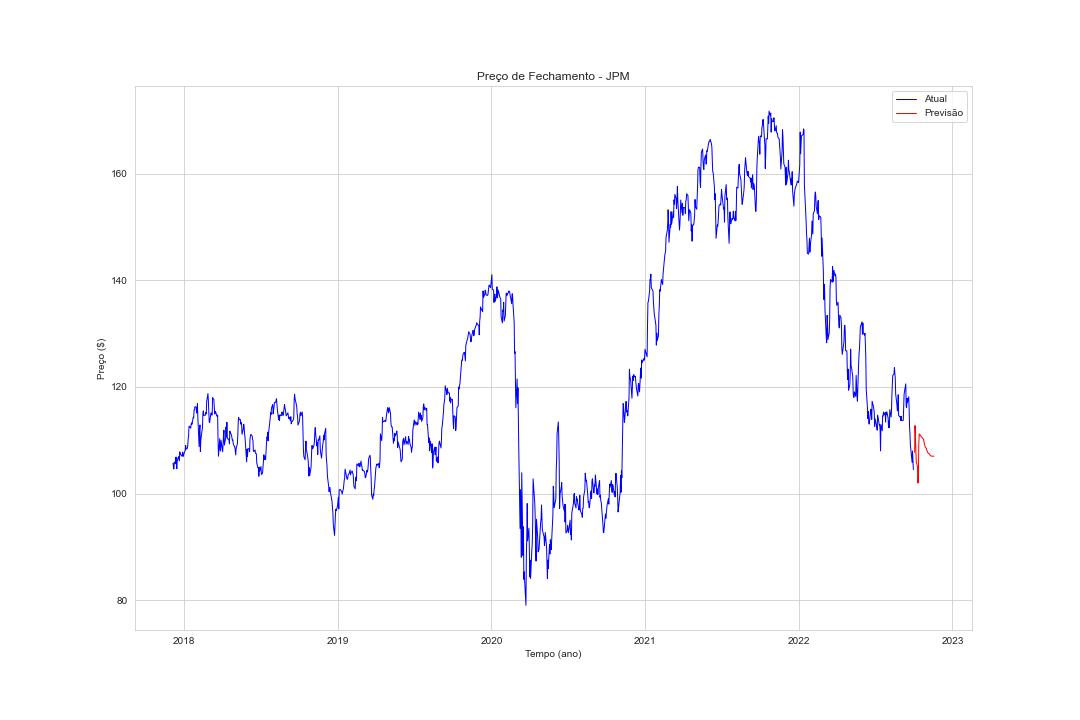 Preço de Fechamento - JPM
Atual
Previsão
160
140
120
100
80
Preço ($)
2018
2019
2020
2021
2022
2023
Tempo (ano)